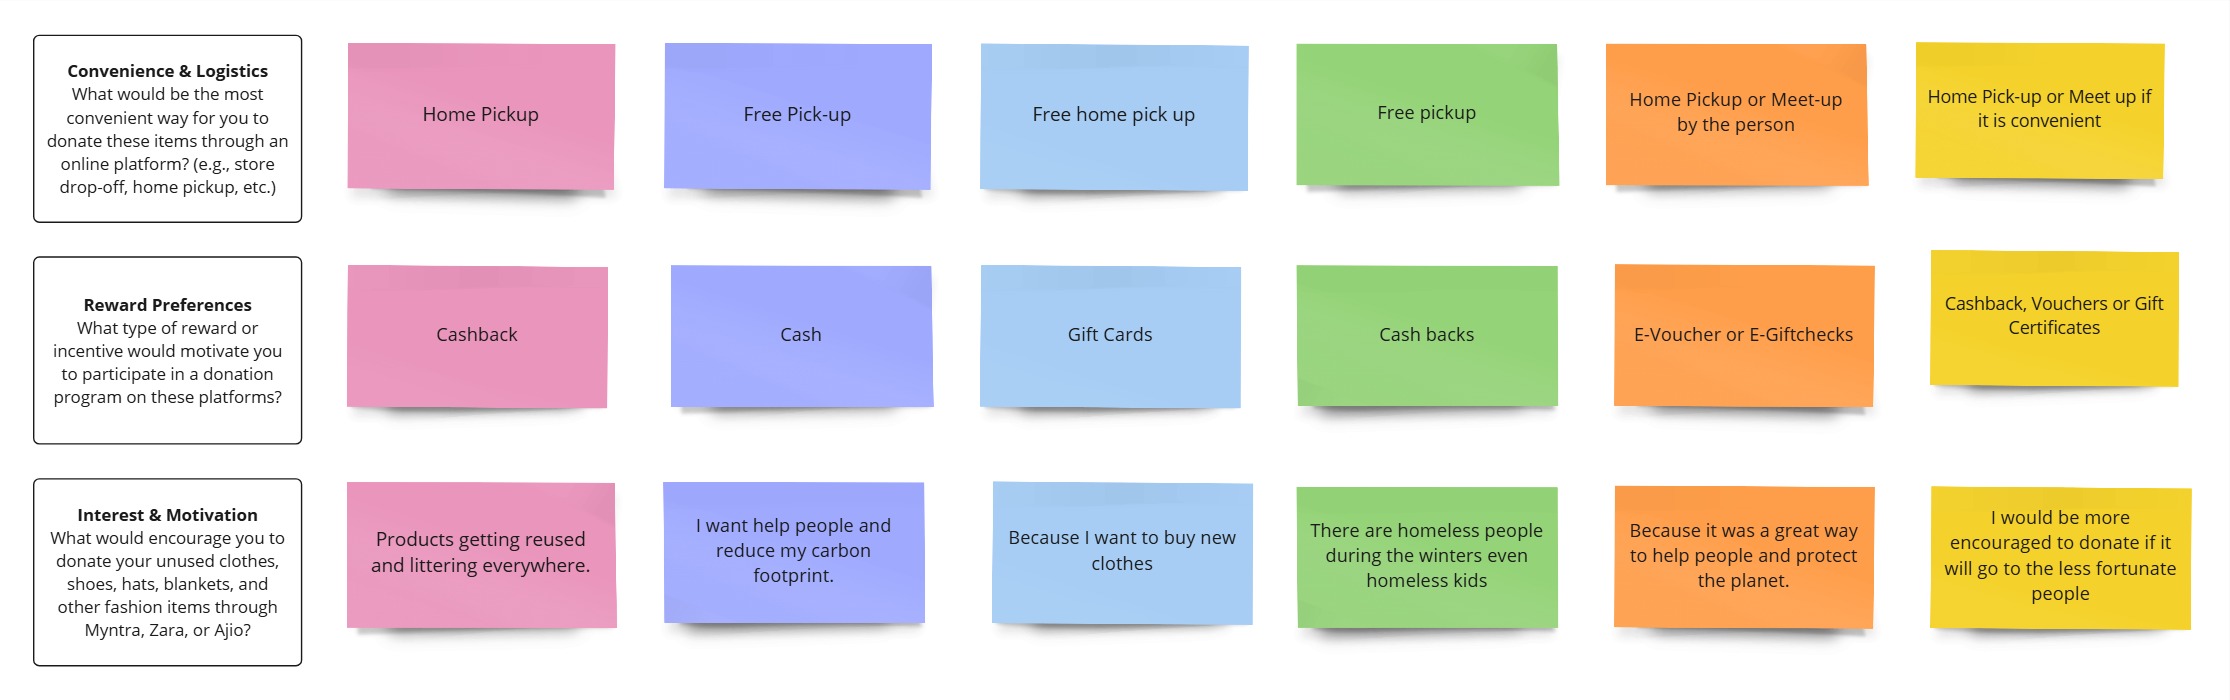 Convenience & Logistics
What would be the most
convenient way for you to
donate these items through an
online platform? (e.g., store
drop-off, home pickup, etc.)
Home Pickup
Free Pick-up
Free home pick up
Free pickup
Home Pickup or Meet-up
by the person
Home Pick-up or Meet up if
it is convenient
Reward Preferences
What type of reward or
incentive would motivate you
to participate in a donation
program on these platforms?
Cashback
Cash
Gift Cards
Cash backs
E-Voucher or E-Giftchecks
Cashback, Vouchers or Gift
Certificates
Interest & Motivation
What would encourage you to
donate your unused clothes,
shoes, hats, blankets, and
other fashion items through
Myntra, Zara, or Ajio?
Products getting reused
and littering everywhere.
I want help people and
reduce my carbon
footprint.
Because I want to buy new
clothes
There are homeless people
during the winters even
homeless kids
Because it was a great way
to help people and protect
the planet.
I would be more
encouraged to donate if it
will go to the less fortunate
people